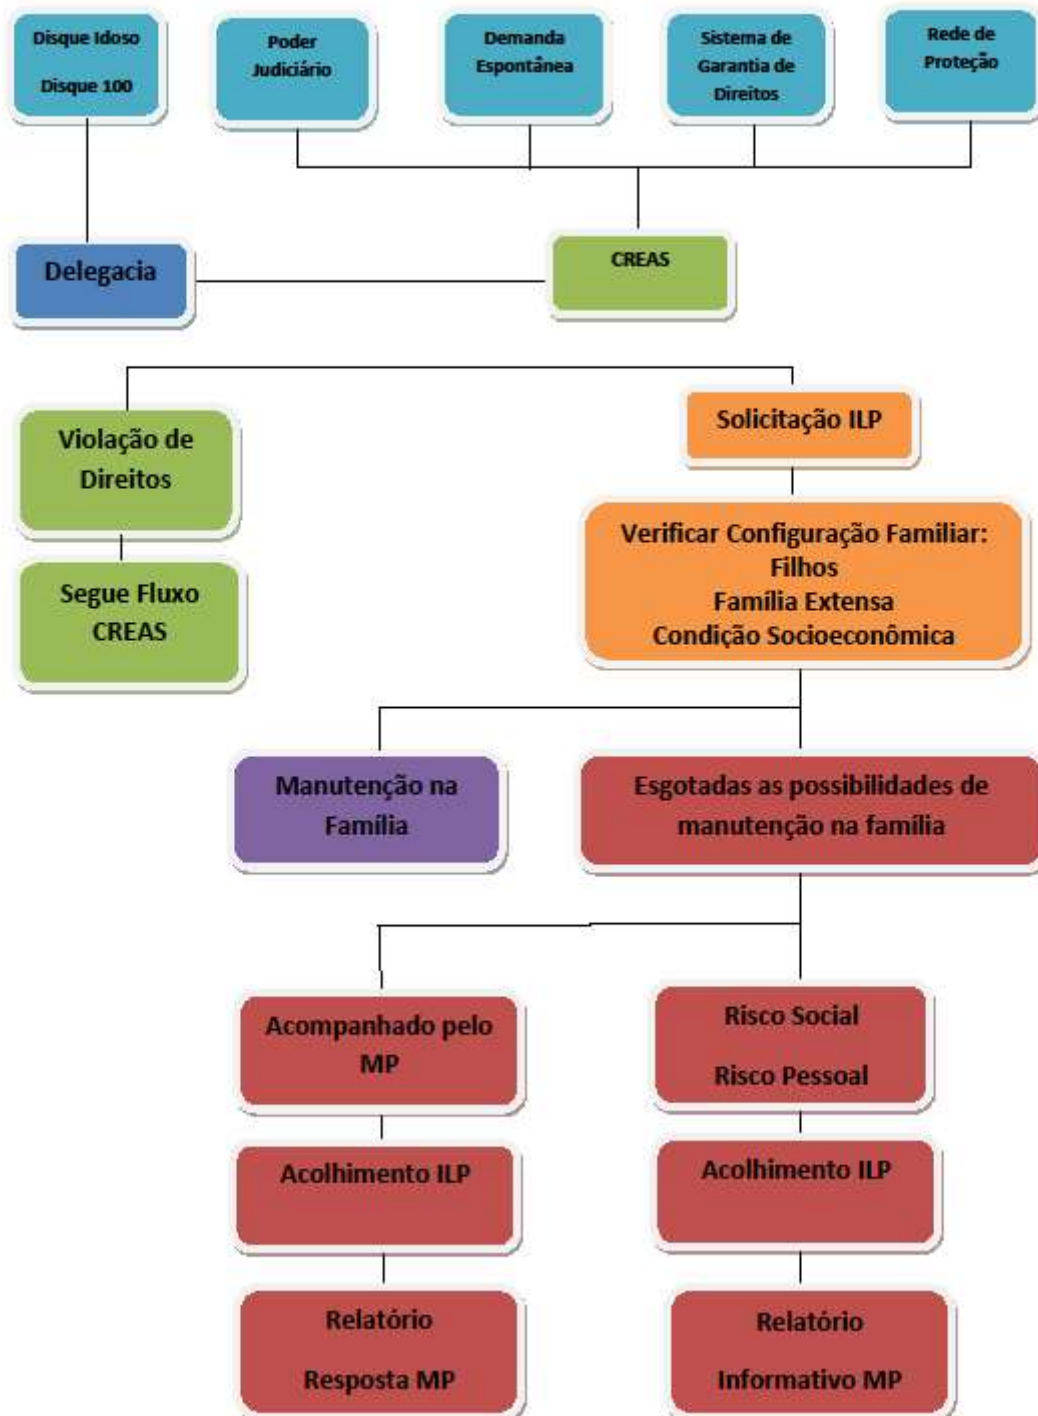 Disque Idoso
Disque 100
Poder
Judiciário
Demanda
Espontânea
Sistema de
Garantia de
Direitos
Rede de
Proteção
Delegacia
CREAS
Violação de
Direitos
Segue Fluxo
CREAS
Solicitação ILP
Verificar Configuração Familiar:
Filhos
Família Extensa
Condição Socioeconômica
Manutenção na
Família
Esgotadas as possibilidades de
manutenção na família
Acompanhado pelo
MP
Acolhimento ILP
Relatório
Resposta MP
Risco Social
Risco Pessoal
Acolhimento ILP
Relatório
Informativo MP